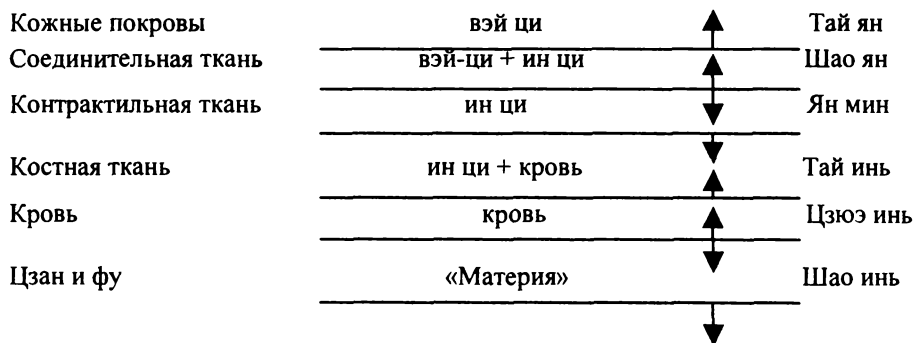 Кожные покровы вэй ци Тай ян
Соединительная ткань вэй-ци + ин ци Шао ян
Контрактильная ткань ин ци Ян мин
Костная ткань ин ци + кровь Тай инь
Кровь кровь Цзюэ инь
Цзан и фу «Материя» Шао инь